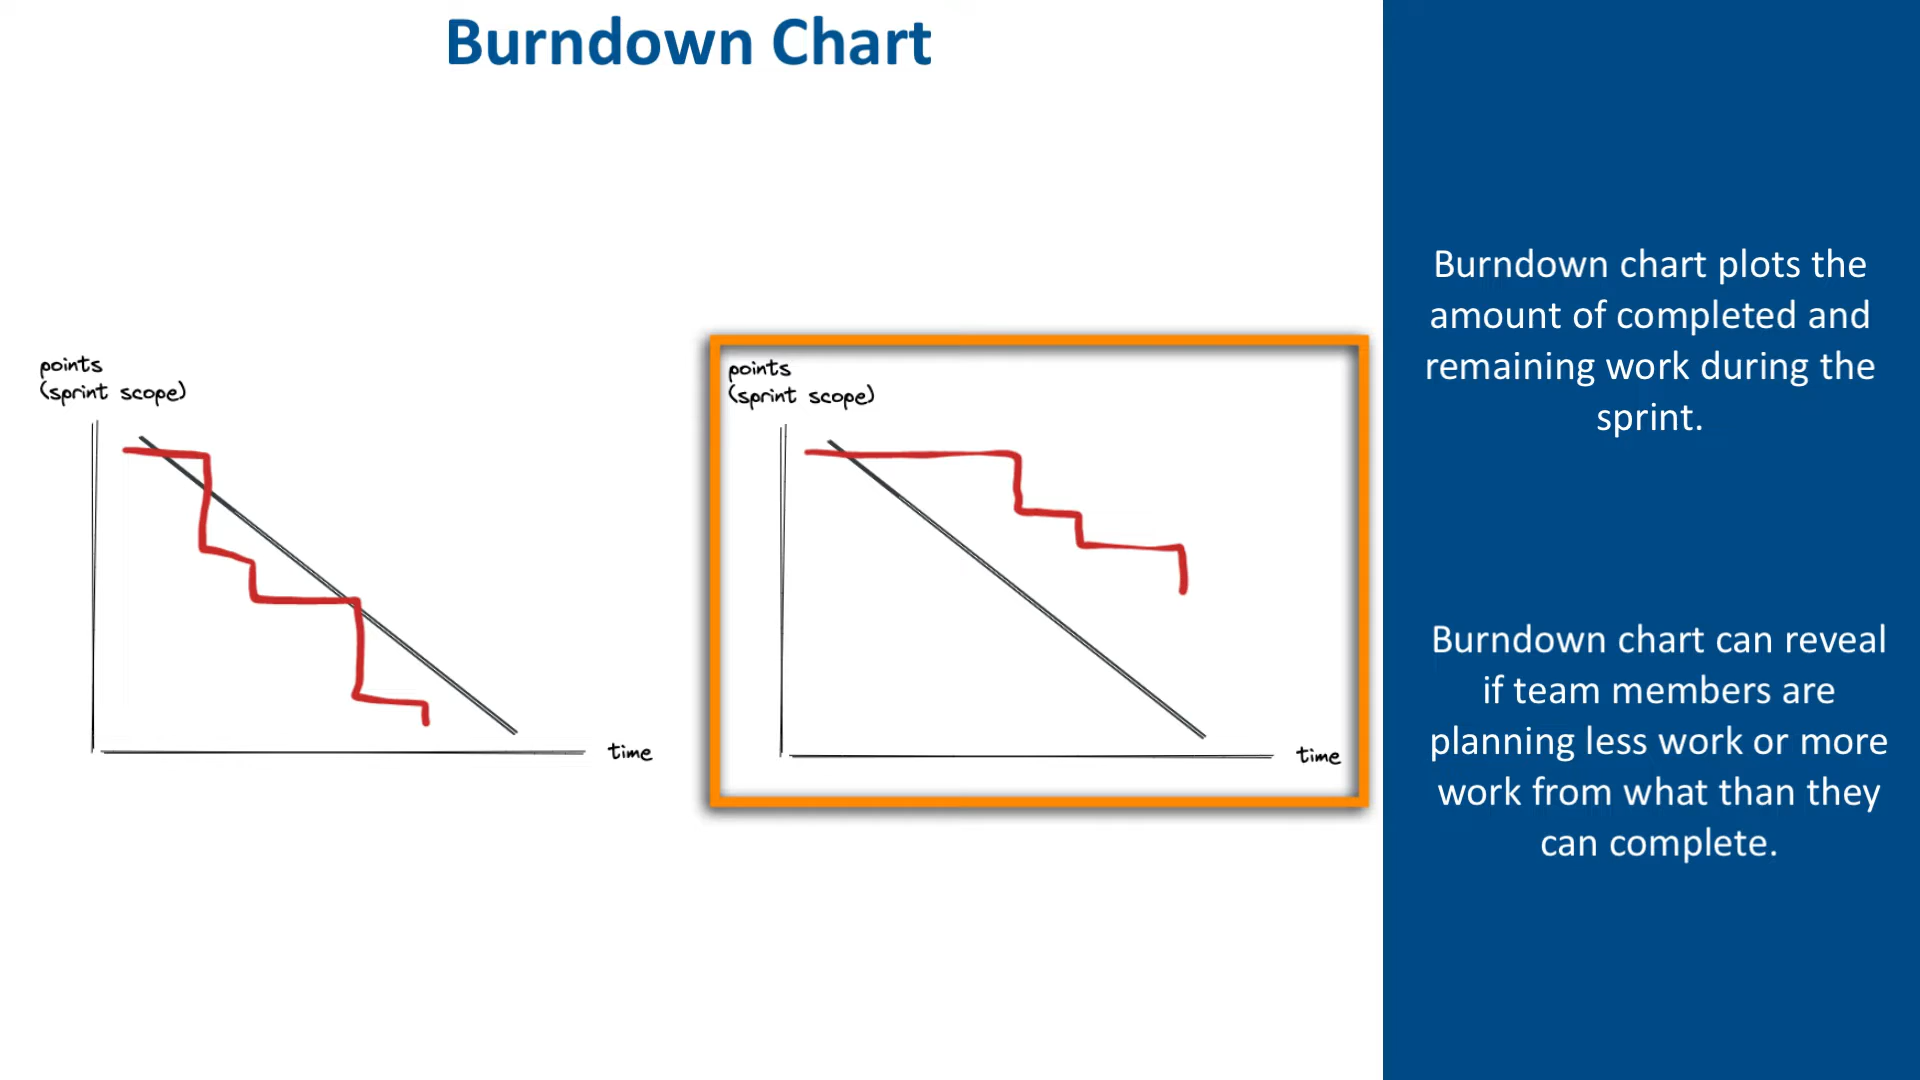 Burndown Chart
points
(sprint scope)
time
points
(sprint scope)
time
Burndown chart plots the
amount of completed and
remaining work during the
sprint.
Burndown chart can reveal
if team members are
planning less work or more
work from what than they
can complete.